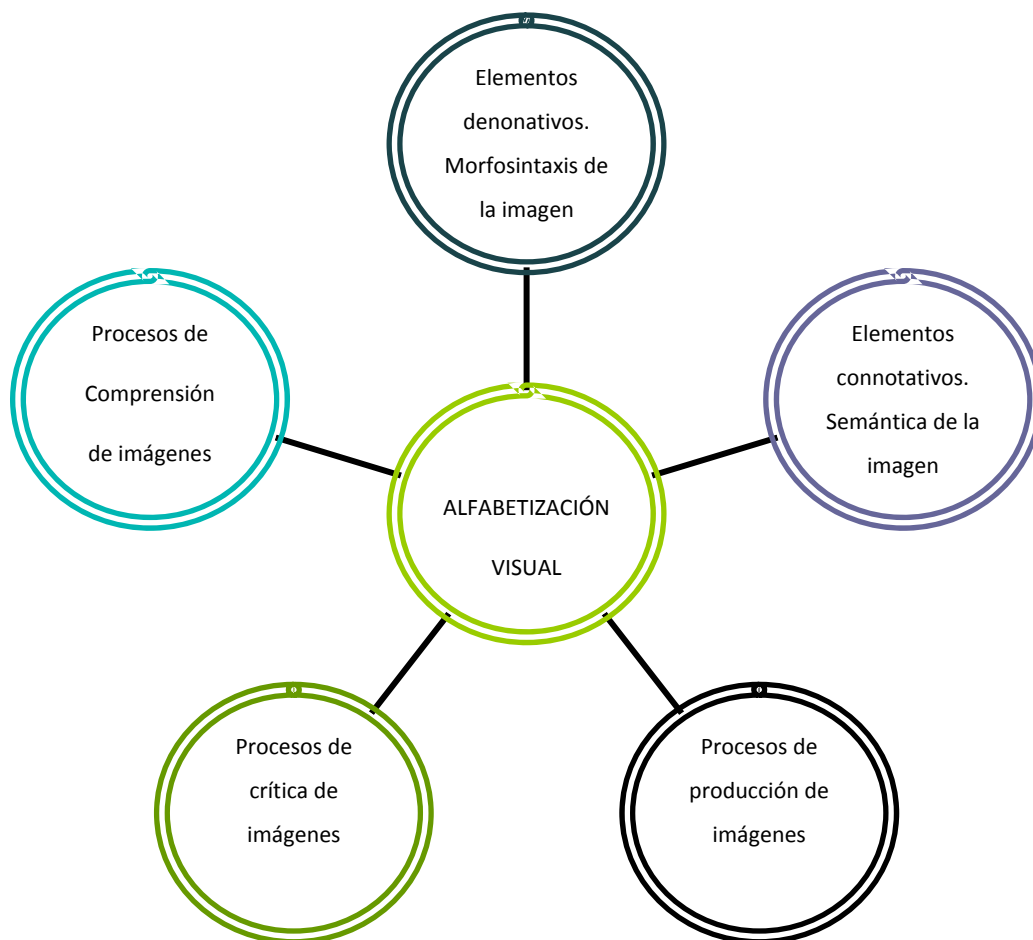 Elementos
denonativos.
Morfosintaxis de
la imagen
Procesos de
Comprensión
de imágenes
Elementos
connotativos.
Semántica de la
imagen
ALFABETIZACIÓN
VISUAL
Procesos de
crítica de
imágenes
Procesos de
producción de
imágenes